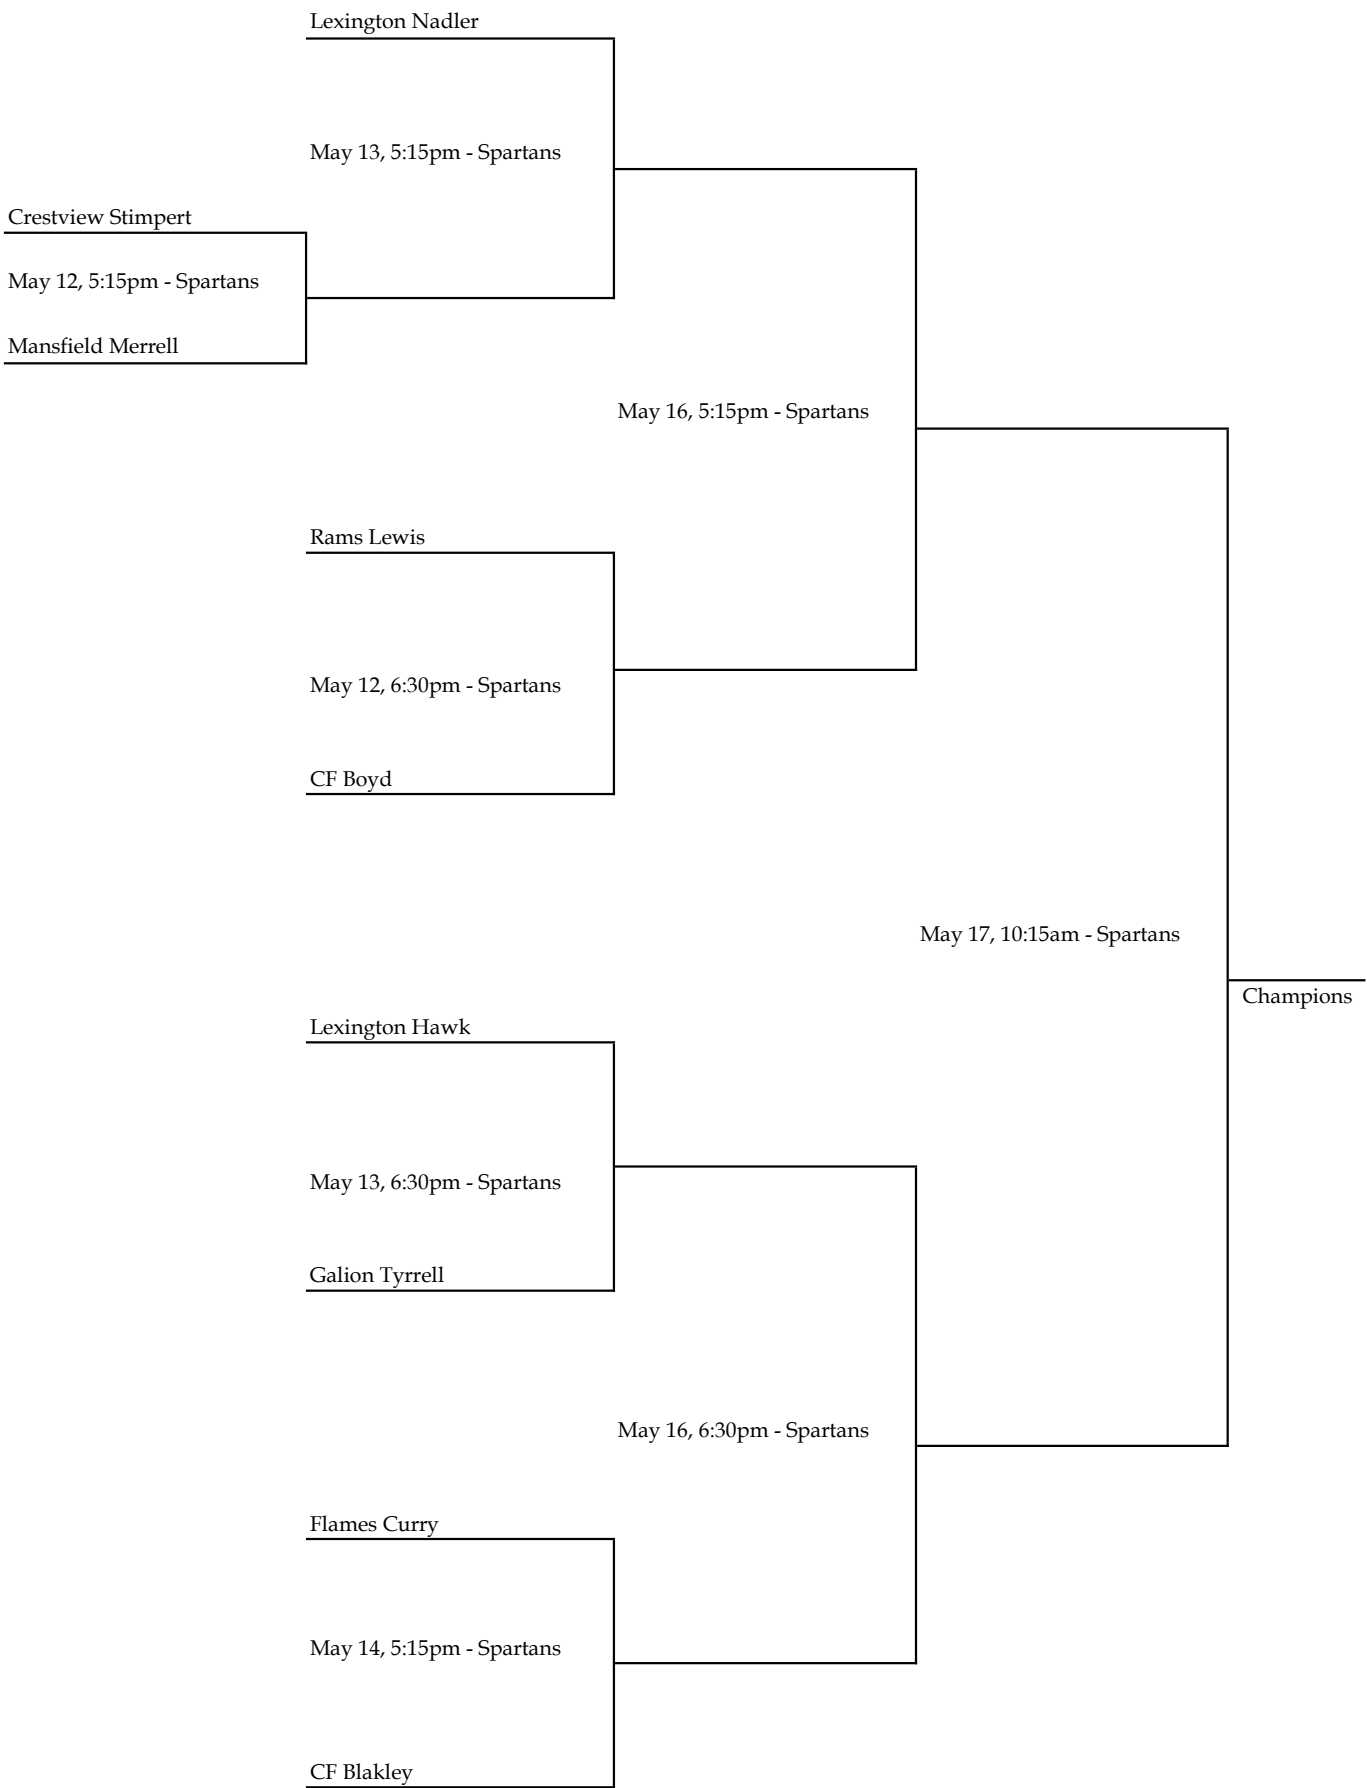 Lexington Nadler
May 13, 5:15pm - Spartans
Crestview Stimpert
May 12, 5:15pm - Spartans
Mansfield Merrell
May 16, 5:15pm - Spartans
Rams Lewis
May 12, 6:30pm - Spartans
CF Boyd
May 17, 10:15am - Spartans
Champions
Lexington Hawk
May 13, 6:30pm - Spartans
Galion Tyrrell
May 16, 6:30pm - Spartans
Flames Curry
May 14, 5:15pm - Spartans
CF Blakley